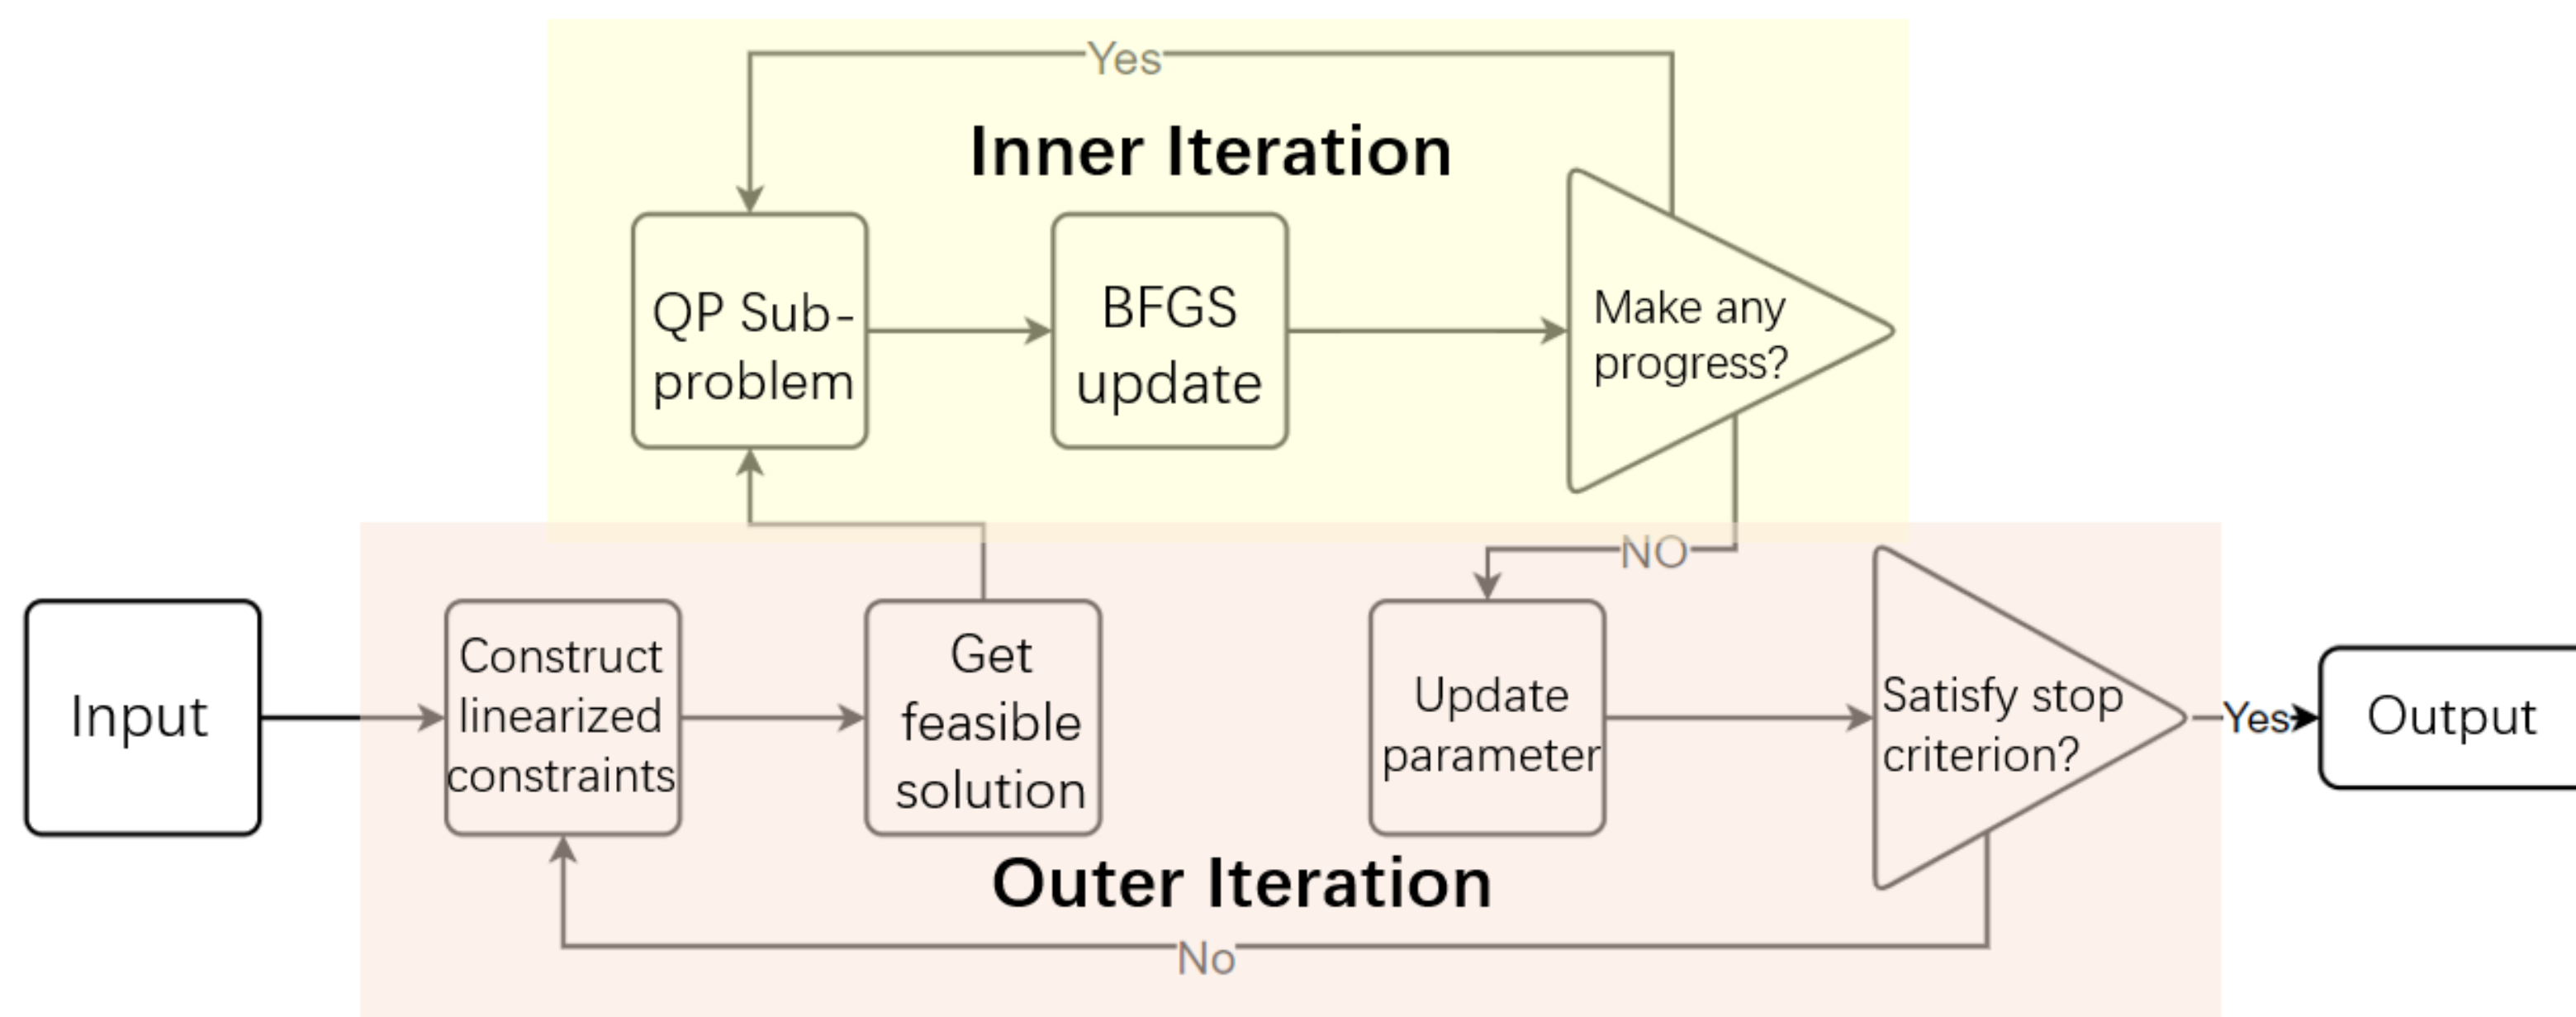 Yes
Inner Iteration
QP Sub-
problem
BFGS
update
Make any
progress?
NO
Input
Construct
linearized
constraints
Get
feasible
solution
Update
parameter
Satisfy stop
criterion?
Yes
Output
Outer Iteration
No